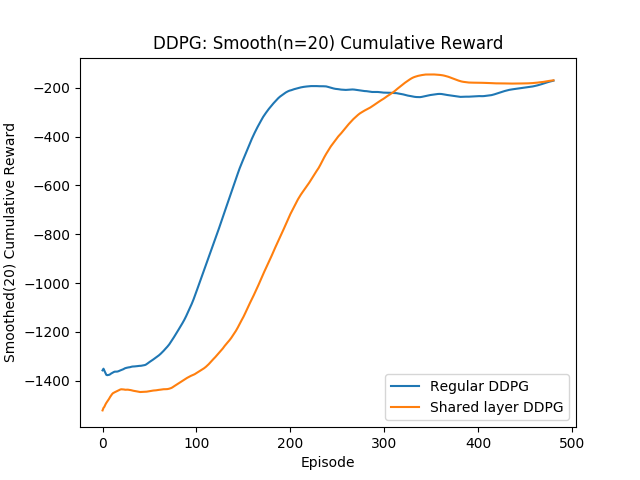 DDPG: Smooth(n=20) Cumulative Reward
Smoothed(20) Cumulative Reward
−200
−400
−600
−800
−1000
−1200
−1400
0
100
200
300
400
500
Episode
Regular DDPG
Shared layer DDPG